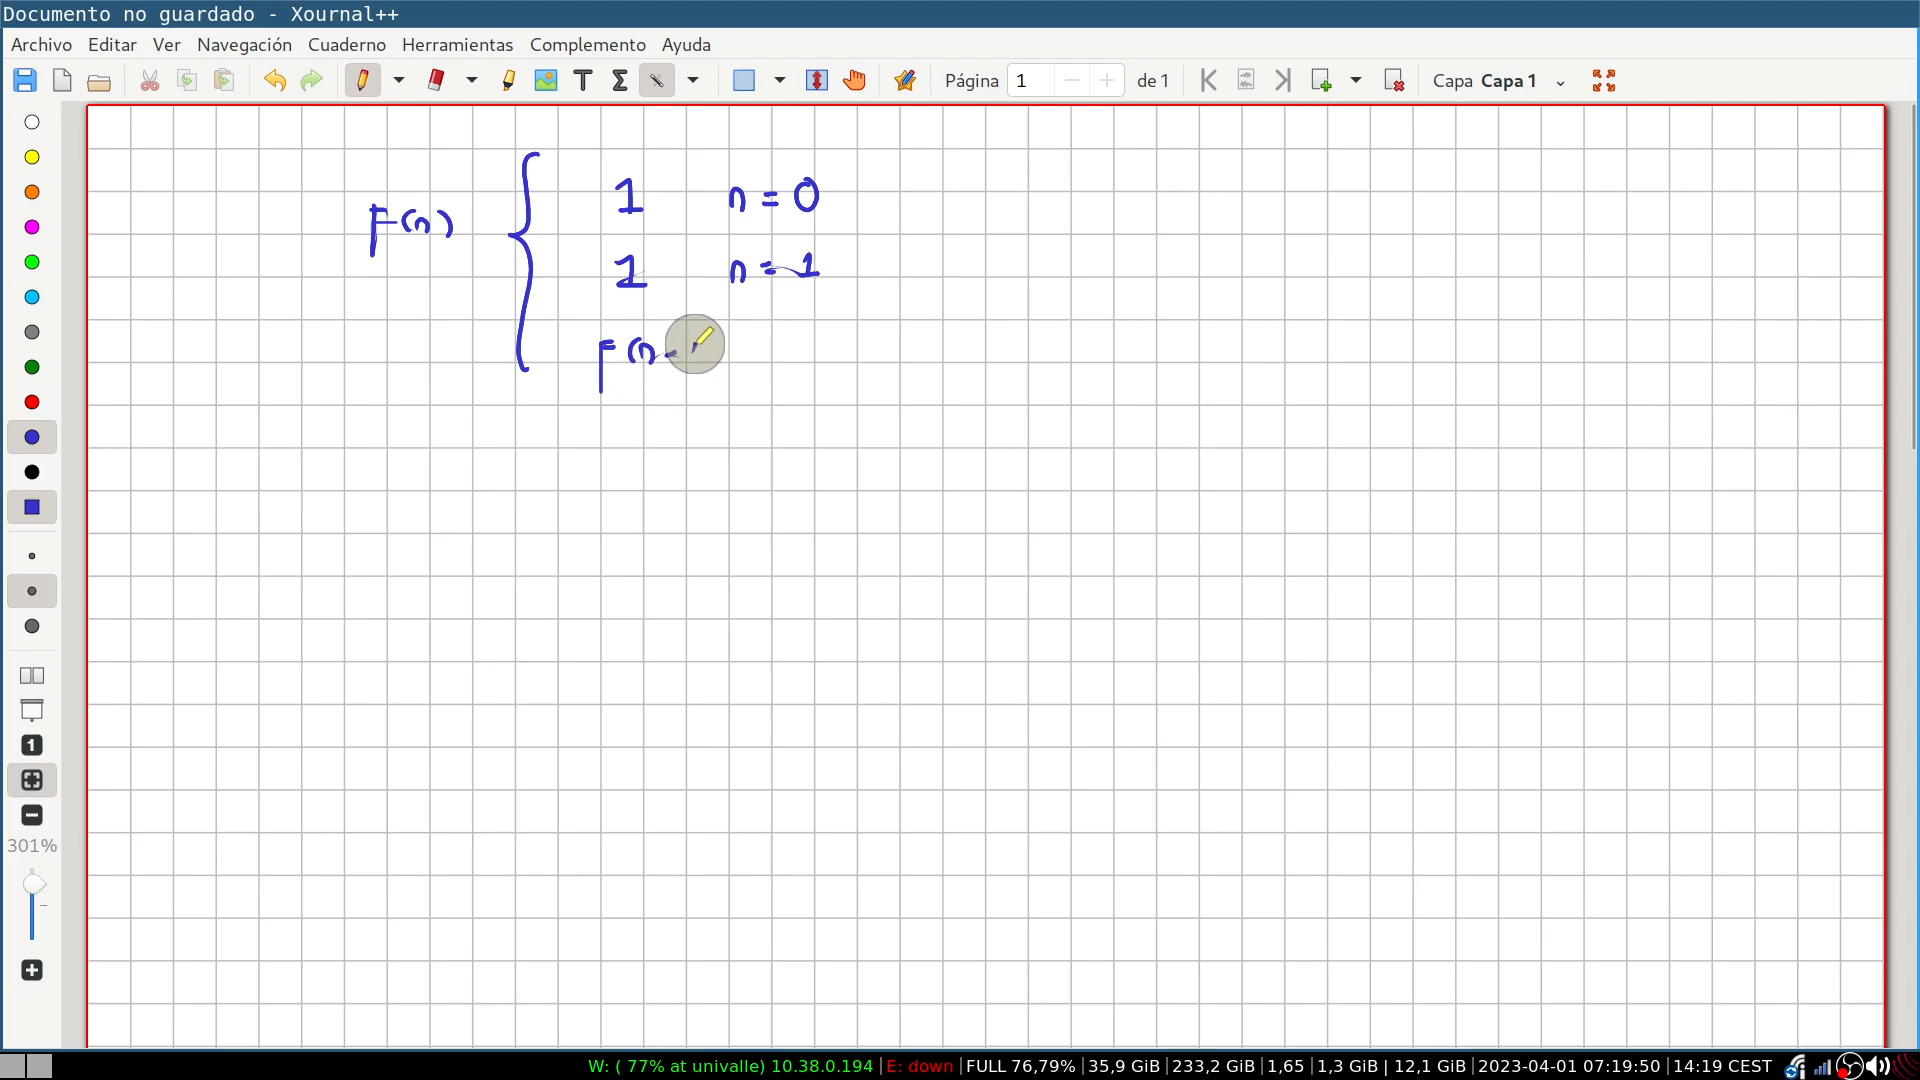 Documento no guardado - Xournal++
Archivo Editar Ver Navegación Cuaderno Herramientas Complemento Ayuda
Página 1 de 1 Capa Capa 1
F(n) { 1 n = 0
1 n = 1
F(n -
301%
W: ( 77% at univalle) 10.38.0.194 |E: down |FULL 76,79% |35,9 GiB |233,2 GiB |1,65 |1,3 GiB | 12,1 GiB |2023-04-01 07:19:50 |14:19 CEST